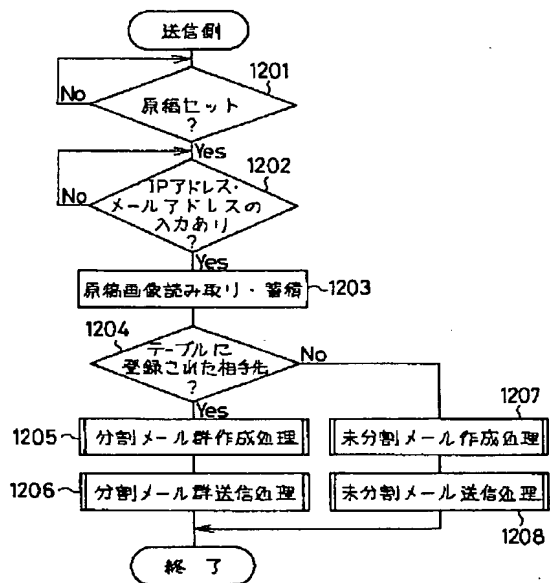 送信側
1201
No
原稿セット
?
Yes
1202
No
IPアドレス・
メールアドレスの
入力あり
?
Yes
原稿画像読み取り・蓄積
1203
1204
テーブルに
登録された相手先
?
No
Yes
1205
分割メール群作成処理
1207
未分割メール作成処理
1206
分割メール群送信処理
未分割メール送信処理
1208
終了